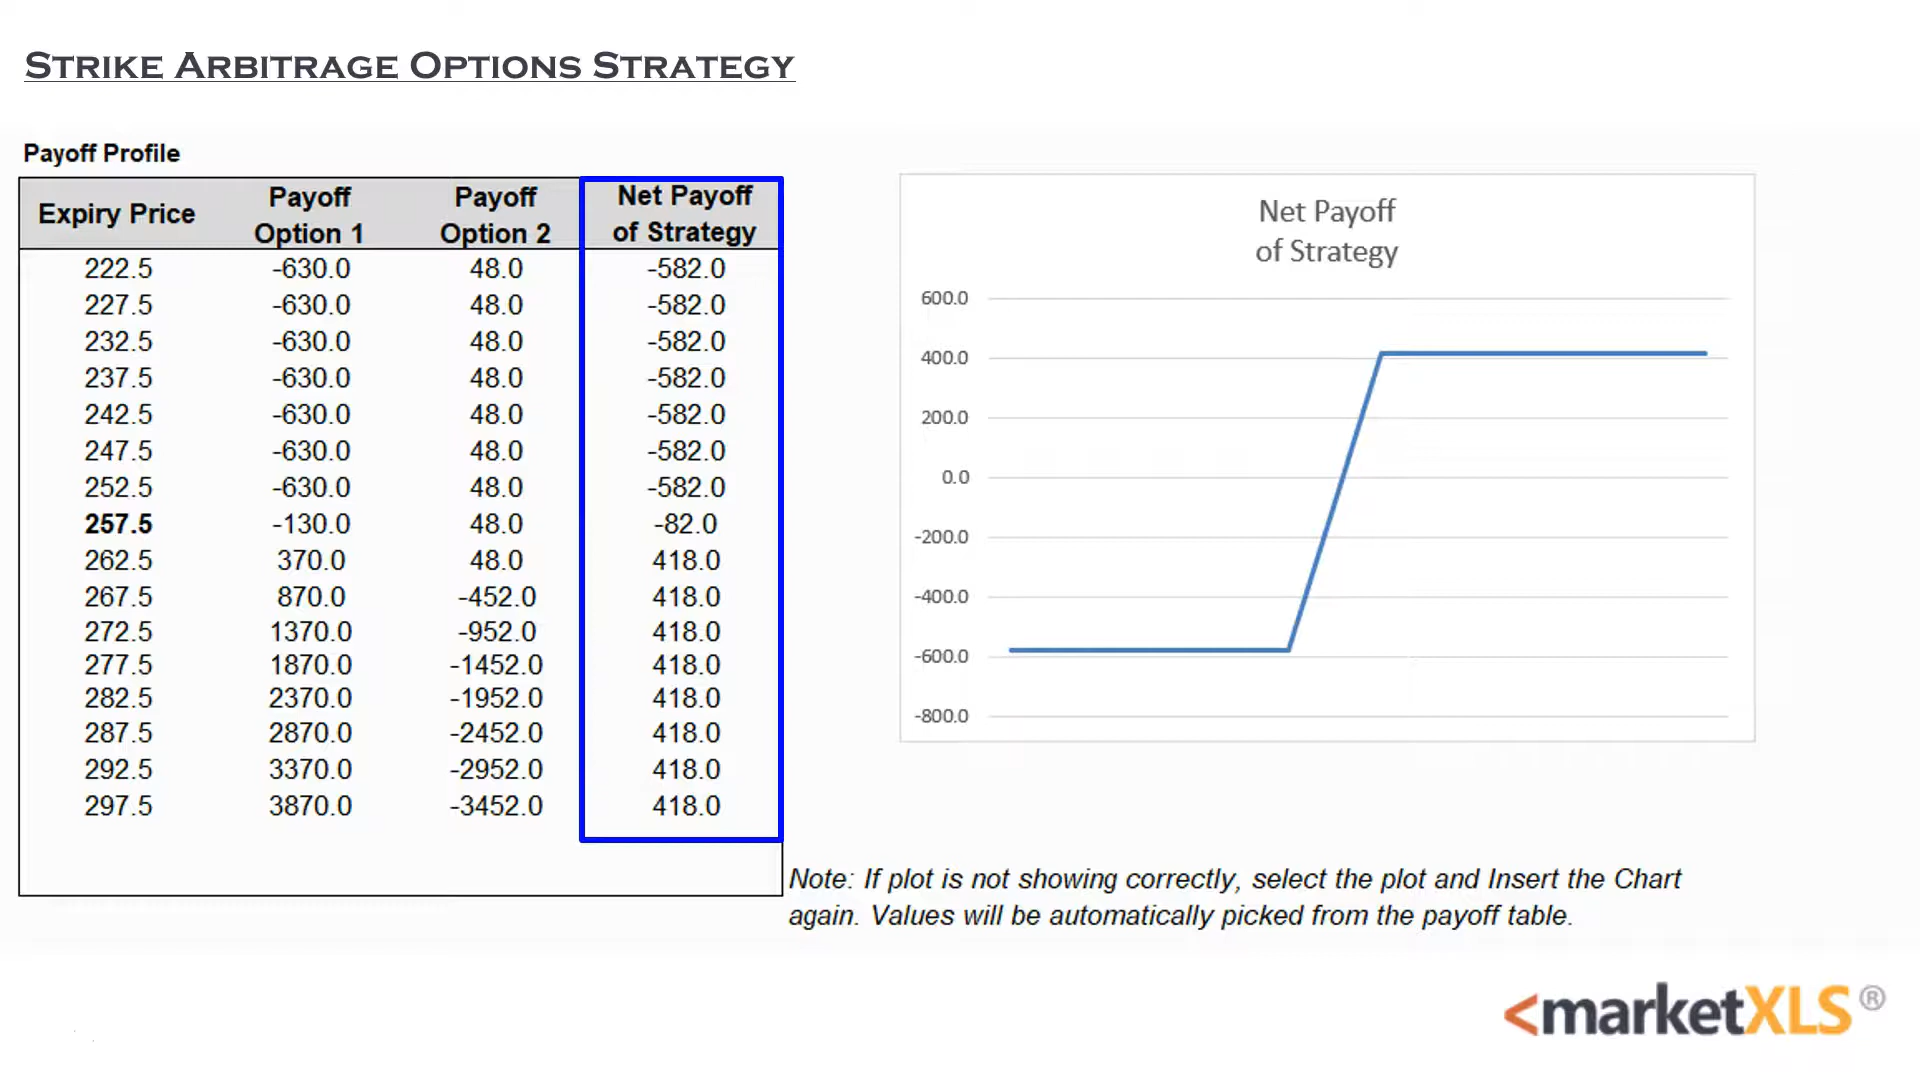 STRIKE ARBITRAGE OPTIONS STRATEGY
Payoff Profile
Expiry Price Payoff Option 1 Payoff Option 2 Net Payoff of Strategy
222.5 -630.0 48.0 -582.0
227.5 -630.0 48.0 -582.0
232.5 -630.0 48.0 -582.0
237.5 -630.0 48.0 -582.0
242.5 -630.0 48.0 -582.0
247.5 -630.0 48.0 -582.0
252.5 -630.0 48.0 -582.0
257.5 -130.0 48.0 -82.0
262.5 370.0 48.0 418.0
267.5 870.0 -452.0 418.0
272.5 1370.0 -952.0 418.0
277.5 1870.0 -1452.0 418.0
282.5 2370.0 -1952.0 418.0
287.5 2870.0 -2452.0 418.0
292.5 3370.0 -2952.0 418.0
297.5 3870.0 -3452.0 418.0
Net Payoff
of Strategy
600.0
400.0
200.0
0.0
-200.0
-400.0
-600.0
-800.0
Note: If plot is not showing correctly, select the plot and Insert the Chart
again. Values will be automatically picked from the payoff table.
<marketXLS®